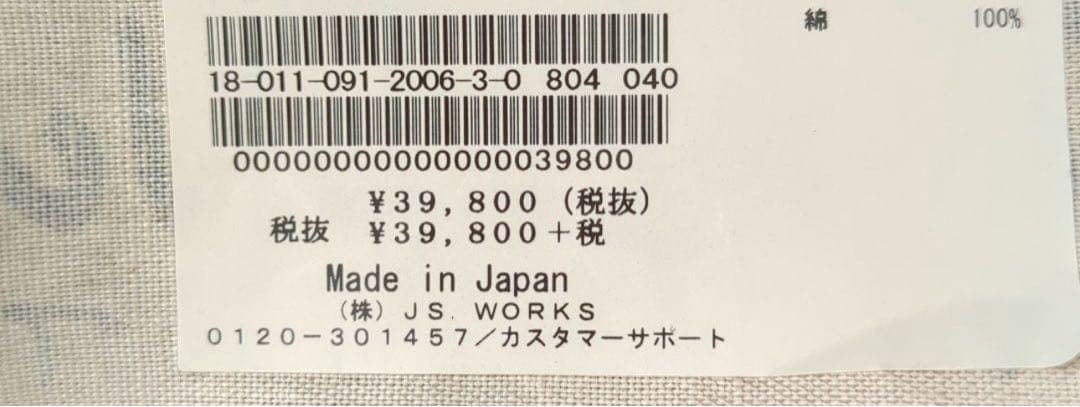 綿 100%
18-011-091-2006-3-0 804 040
00000000000000039800
¥39,800(税抜)
税抜 ¥39,800+税
Made in Japan
(株)JS. WORKS
0120-301457/カスタマーサポート